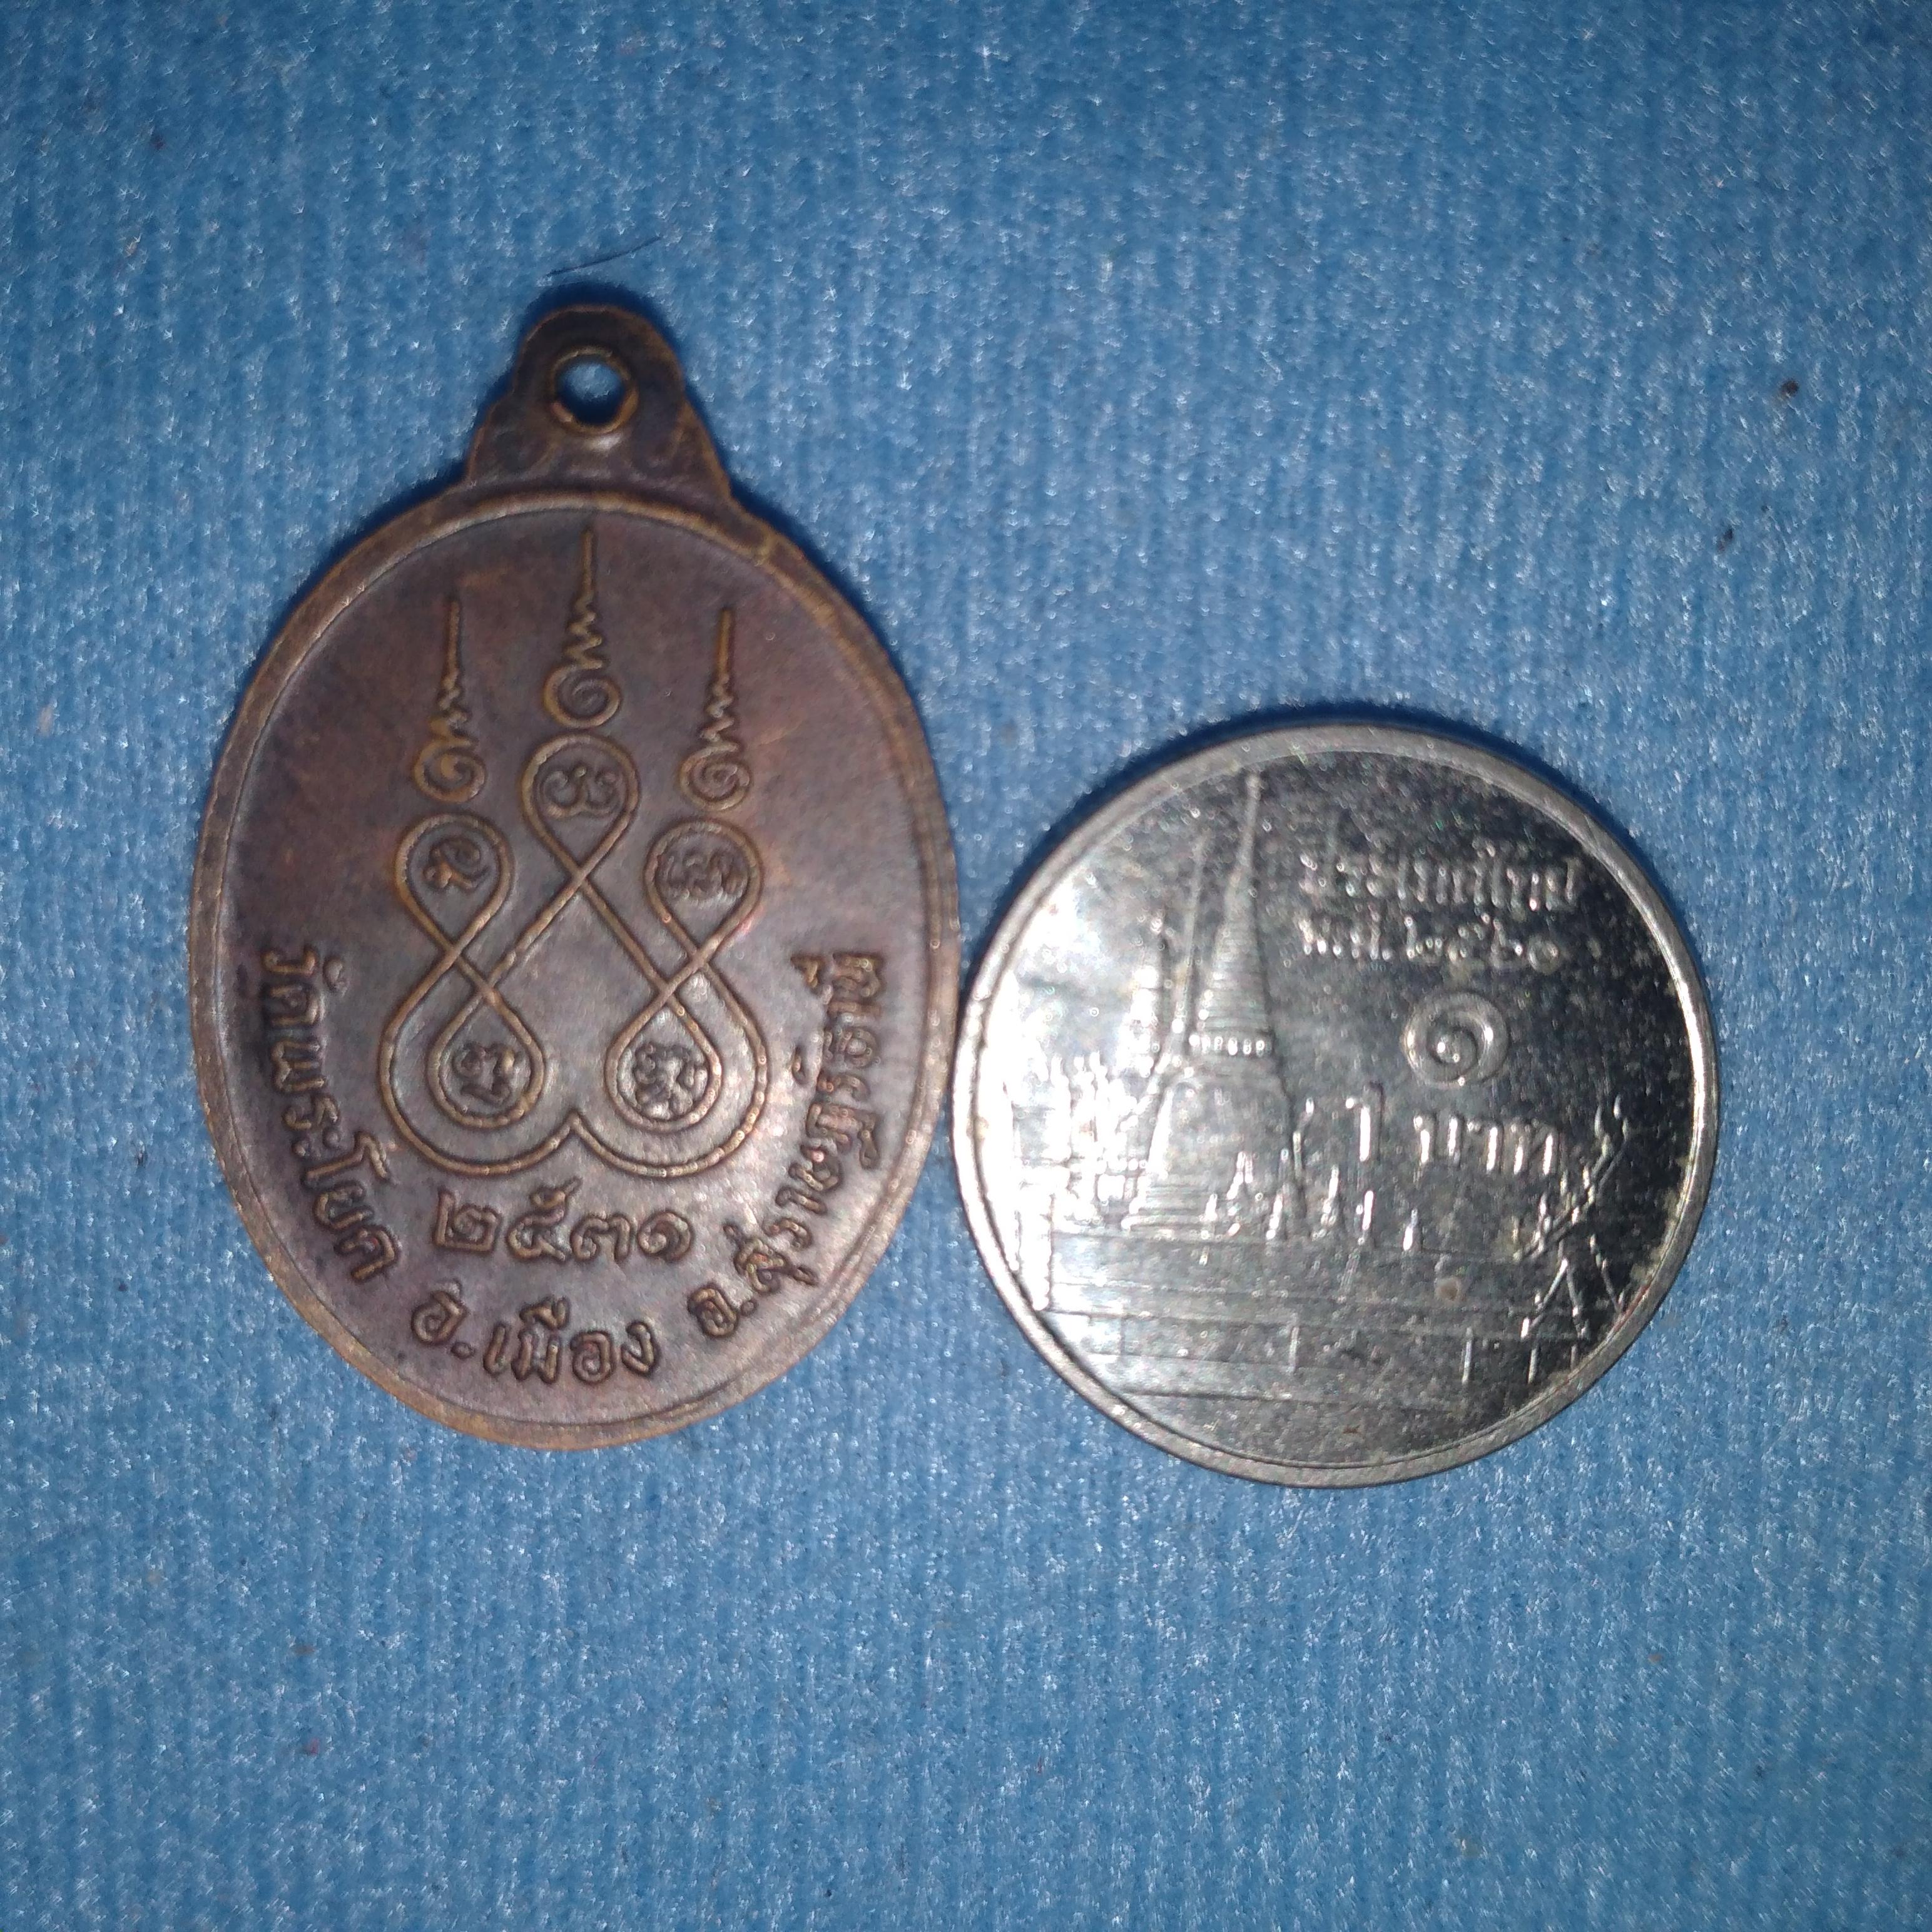 วัดพระโยค อ.เมือง จ.สุราษฎร์ธานี
๒๕๓๑
ประเทศไทย
พ.ศ.๒๕๖๐
๑
1 บาท